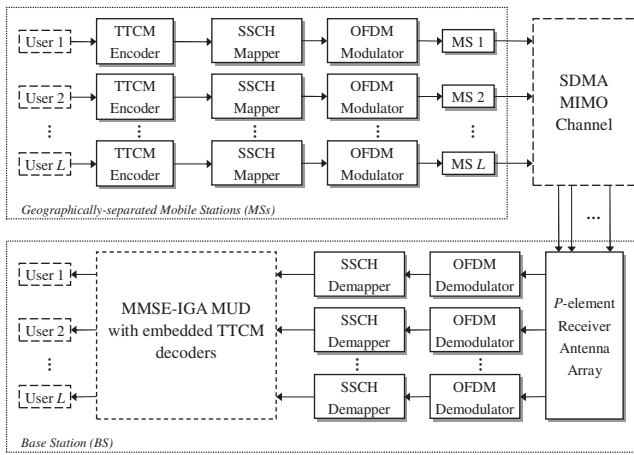 User 1
TTCM
Encoder
SSCH
Mapper
OFDM
Modulator
MS 1
User 2
TTCM
Encoder
SSCH
Mapper
OFDM
Modulator
MS 2
User L
TTCM
Encoder
SSCH
Mapper
OFDM
Modulator
MS L
SDMA
MIMO
Channel
Geographically-separated Mobile Stations (MSs)
...
User 1
User 2
User L
MMSE-IGA MUD
with embedded TTCM
decoders
SSCH
Demapper
OFDM
Demodulator
SSCH
Demapper
OFDM
Demodulator
SSCH
Demapper
OFDM
Demodulator
P-element
Receiver
Antenna
Array
Base Station (BS)